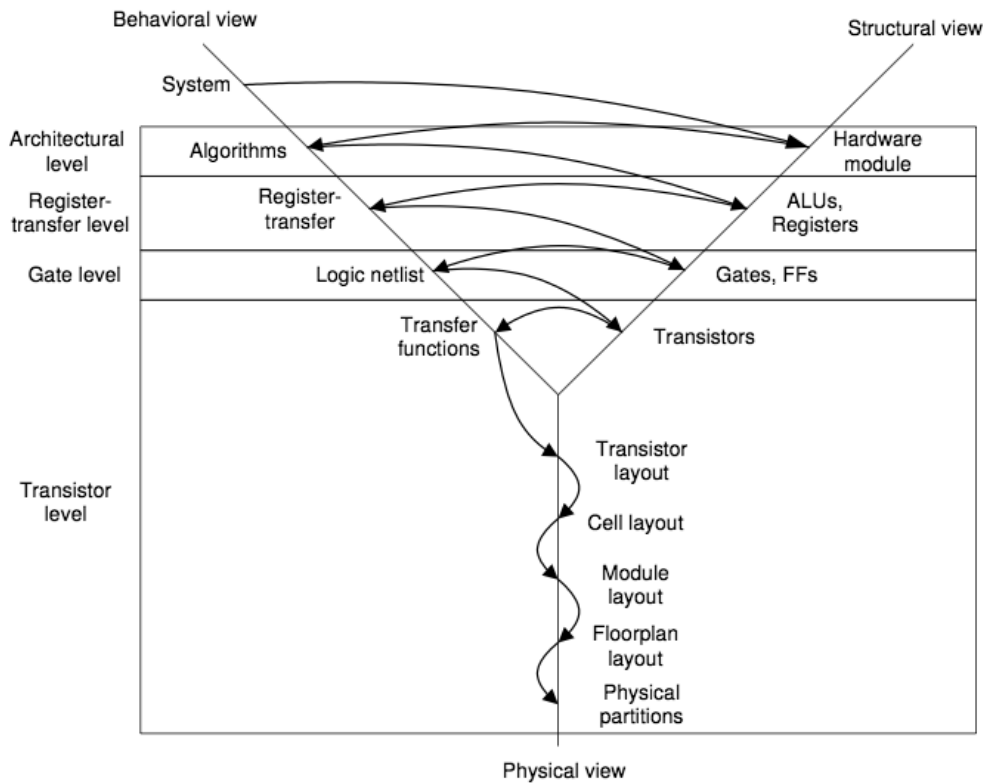 Behavioral view
Structural view
System
Architectural
level
Algorithms
Hardware
module
Register-
transfer level
Register-
transfer
ALUs,
Registers
Gate level
Logic netlist
Gates, FFs
Transfer
functions
Transistors
Transistor
level
Transistor
layout
Cell layout
Module
layout
Floorplan
layout
Physical
partitions
Physical view